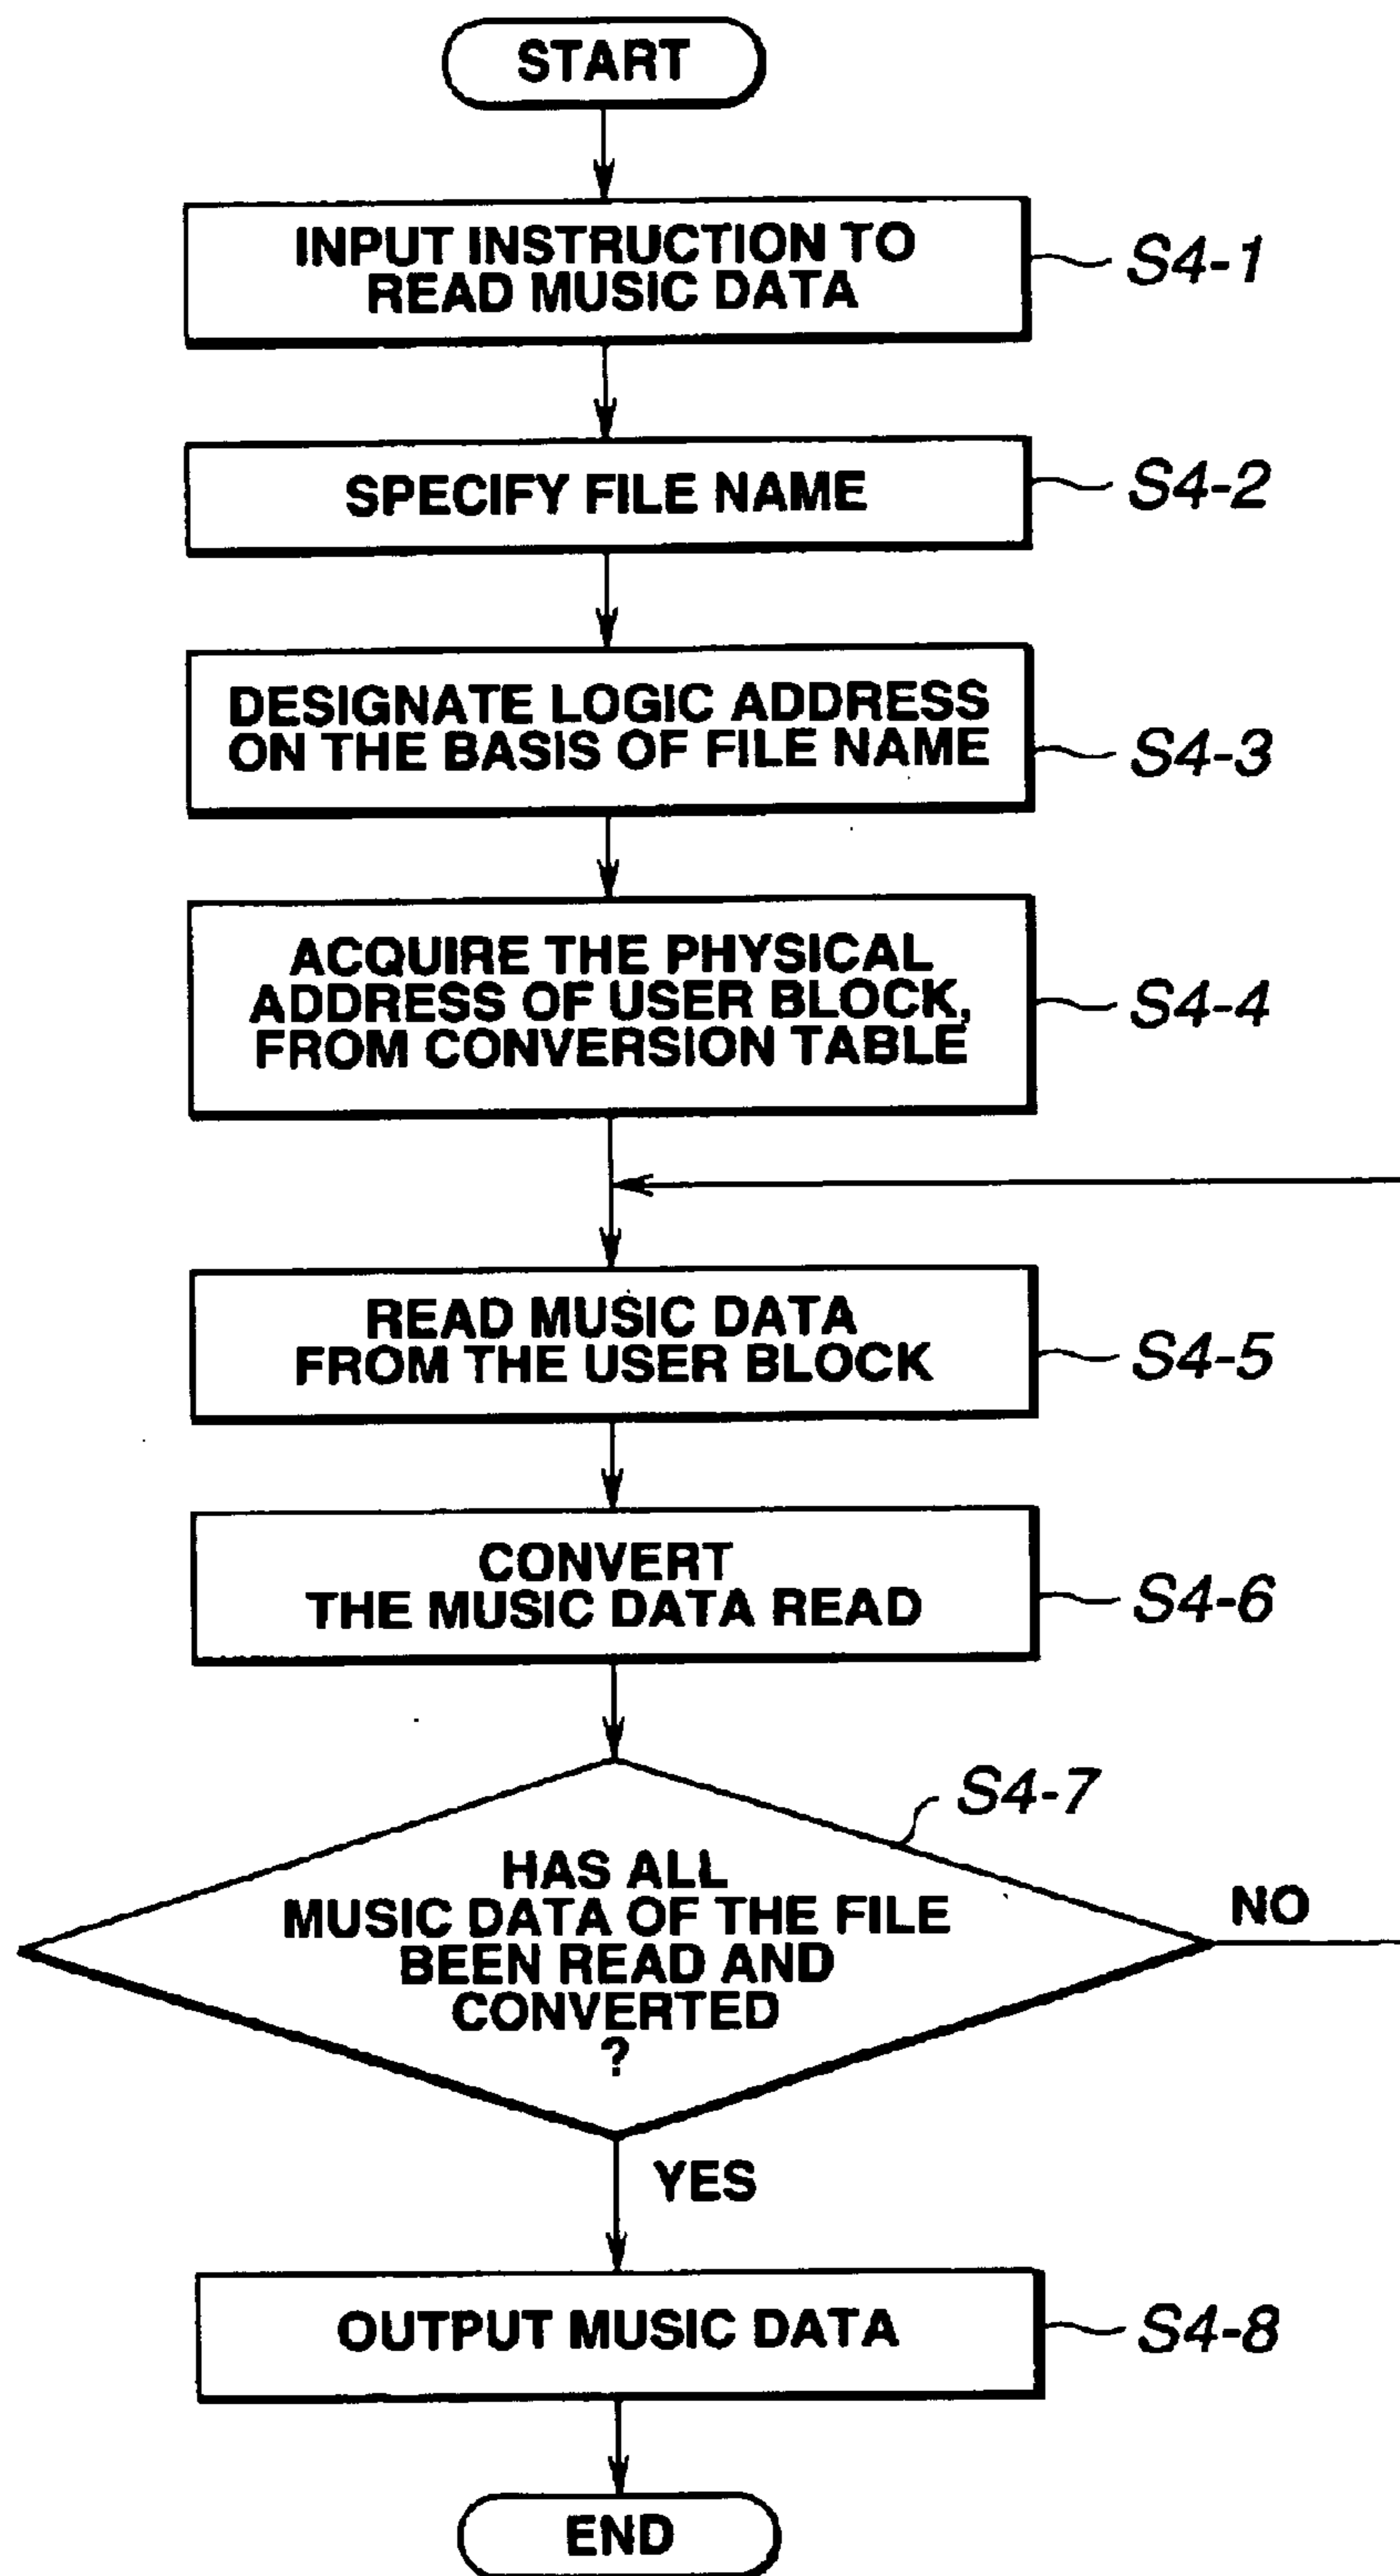 START
INPUT INSTRUCTION TO
READ MUSIC DATA
S4-1
SPECIFY FILE NAME
S4-2
DESIGNATE LOGIC ADDRESS
ON THE BASIS OF FILE NAME
S4-3
ACQUIRE THE PHYSICAL
ADDRESS OF USER BLOCK,
FROM CONVERSION TABLE
S4-4
READ MUSIC DATA
FROM THE USER BLOCK
S4-5
CONVERT
THE MUSIC DATA READ
S4-6
S4-7
HAS ALL
MUSIC DATA OF THE FILE
BEEN READ AND
CONVERTED
?
NO
YES
OUTPUT MUSIC DATA
S4-8
END